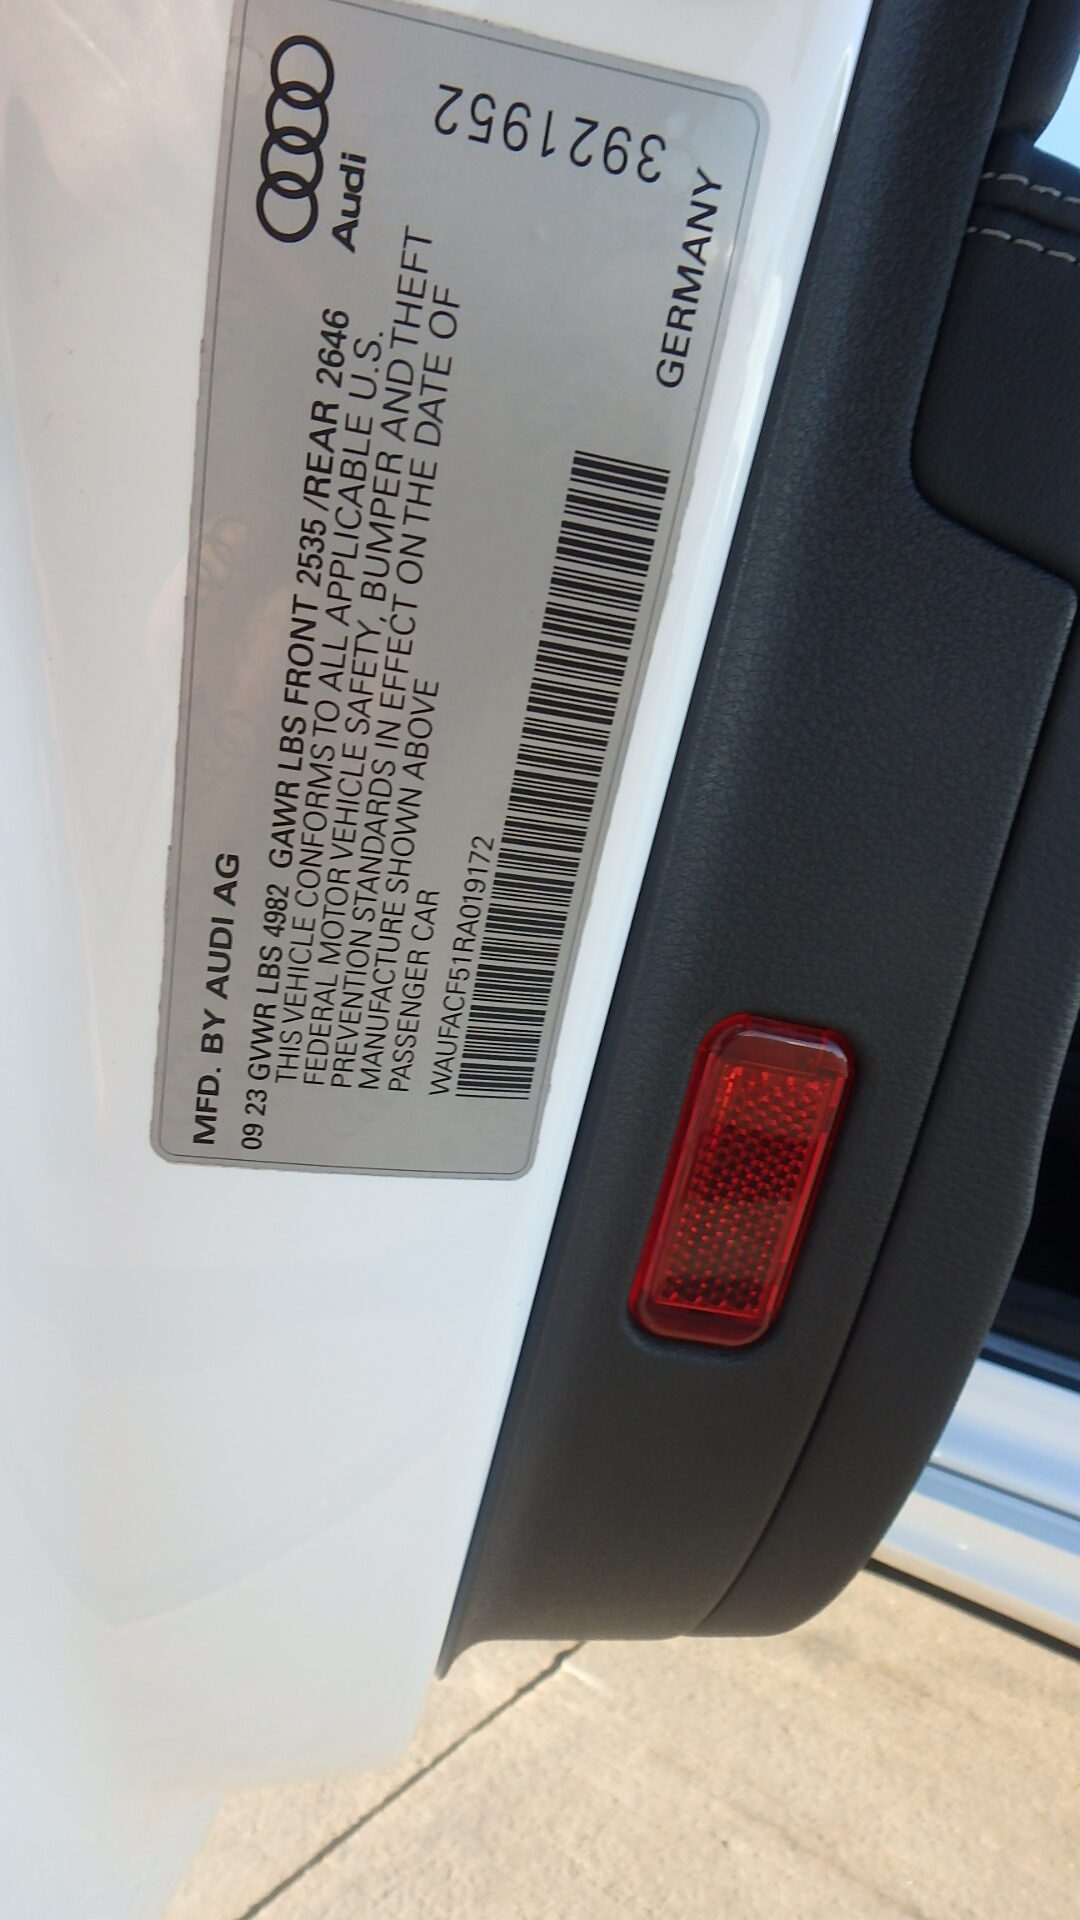 MFD. BY AUDI AG
Audi
09 23 GVWR LBS 4982 GAWR LBS FRONT 2535 /REAR 2646
THIS VEHICLE CONFORMS TO ALL APPLICABLE U.S.
FEDERAL MOTOR VEHICLE SAFETY, BUMPER AND THEFT
PREVENTION STANDARDS IN EFFECT ON THE DATE OF
MANUFACTURE SHOWN ABOVE
PASSENGER CAR
WAUFACF51RA019172
3921952
GERMANY